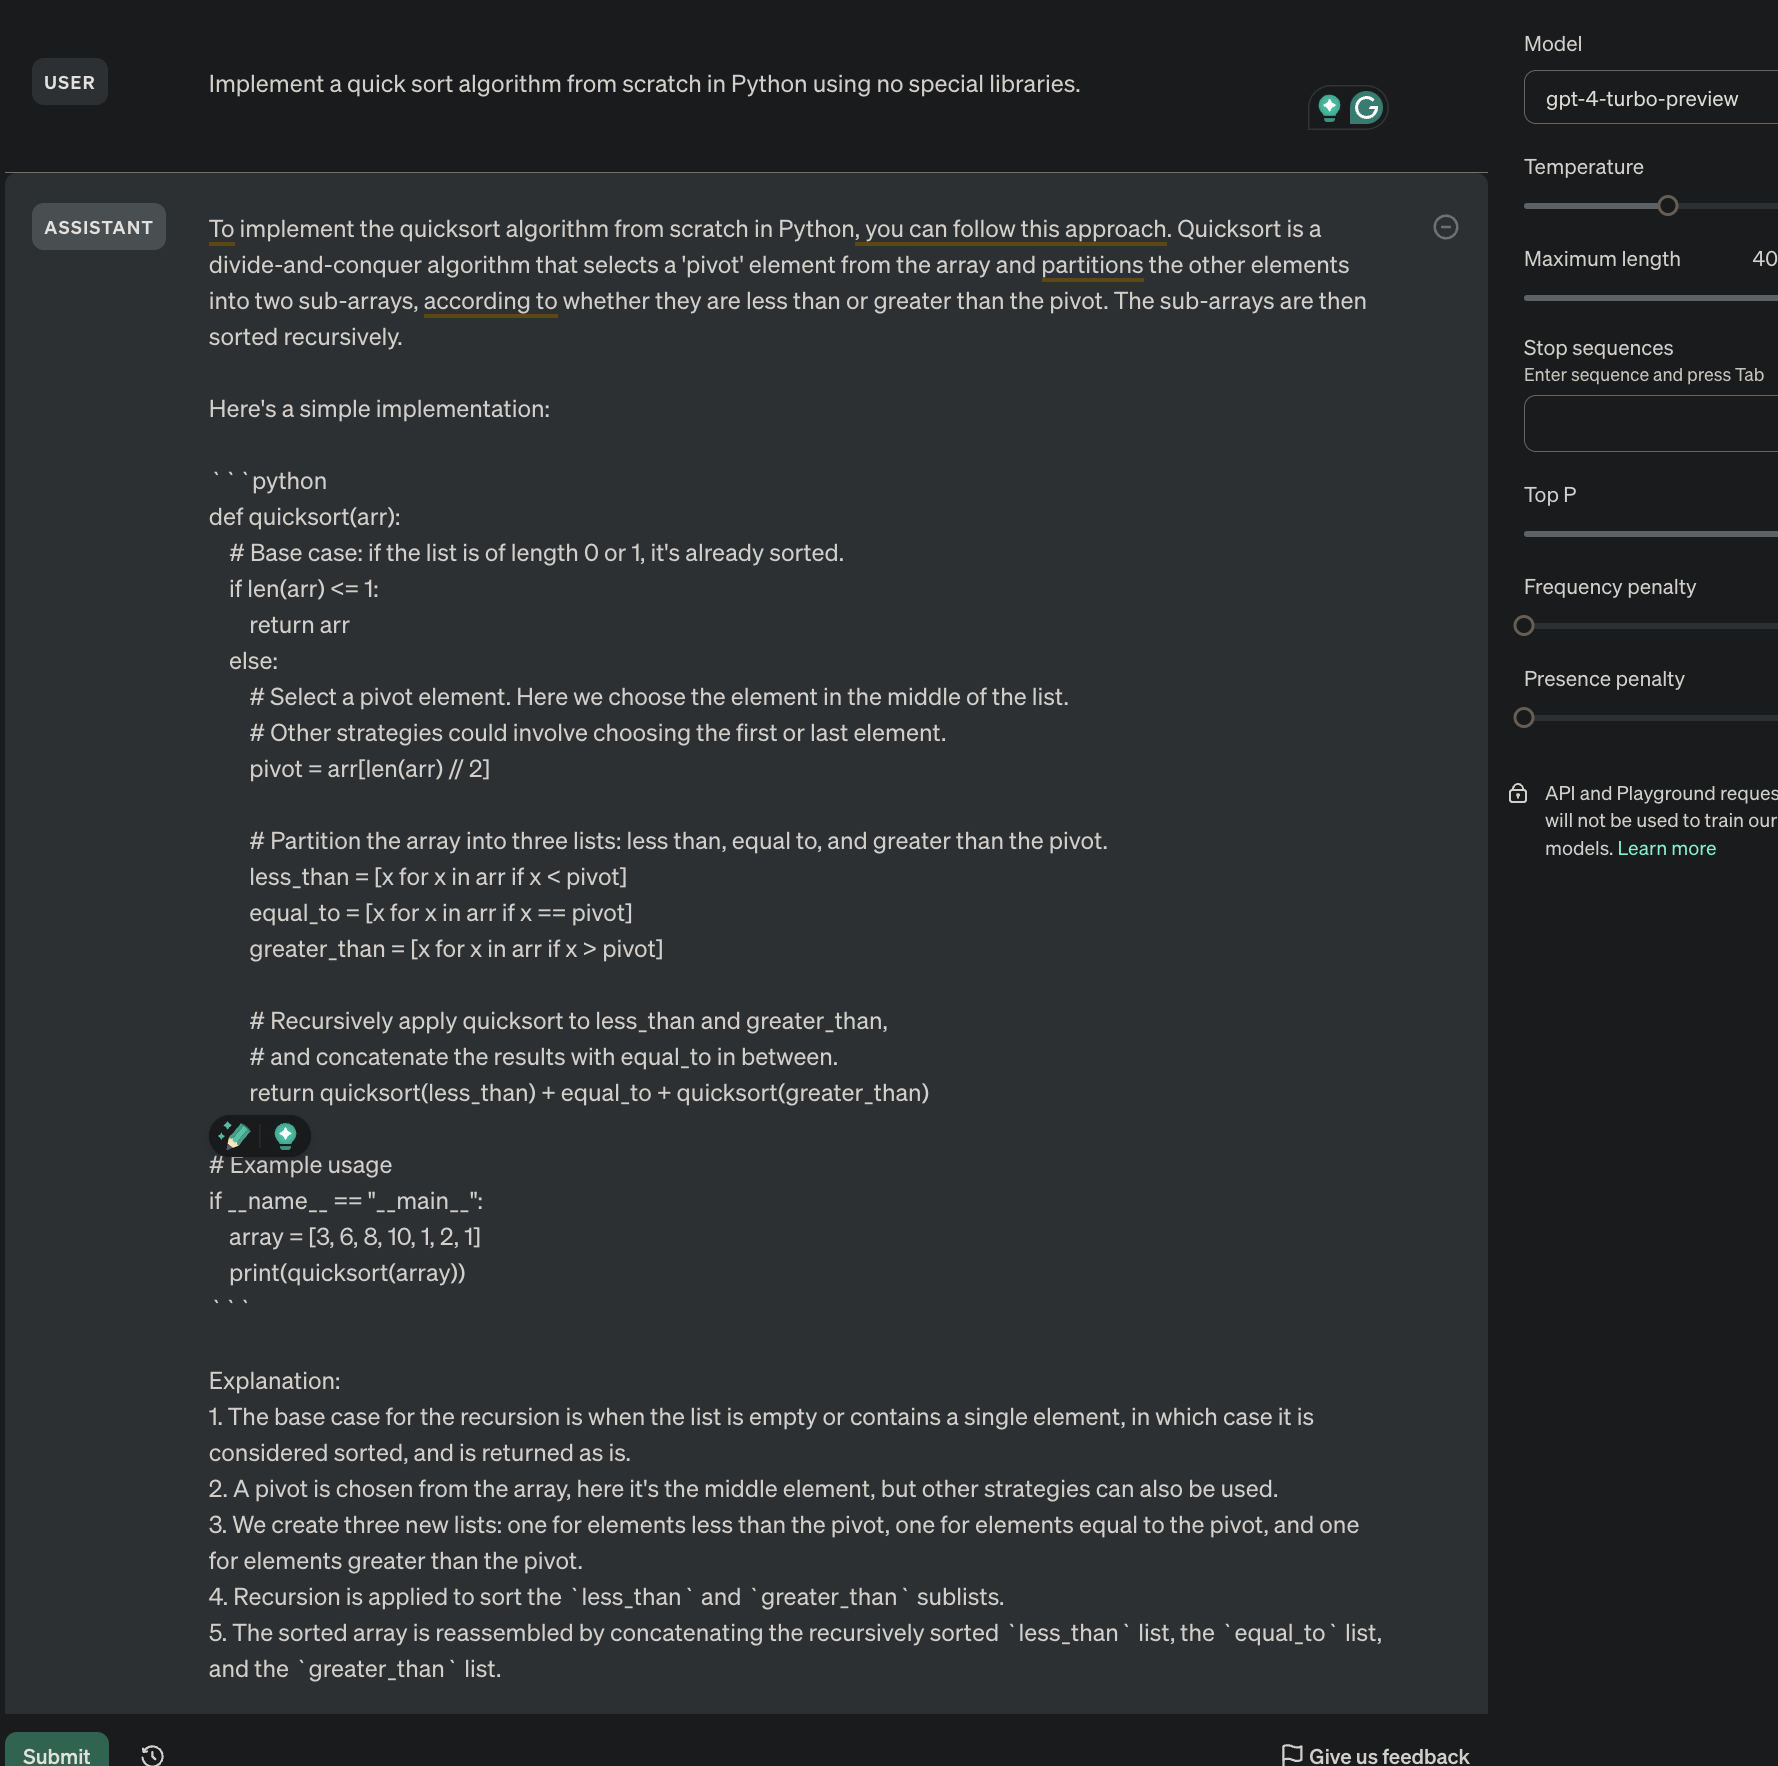 USER
Implement a quick sort algorithm from scratch in Python using no special libraries.
ASSISTANT
To implement the quicksort algorithm from scratch in Python, you can follow this approach. Quicksort is a
divide-and-conquer algorithm that selects a 'pivot' element from the array and partitions the other elements
into two sub-arrays, according to whether they are less than or greater than the pivot. The sub-arrays are then
sorted recursively.
Here's a simple implementation:
```python
def quicksort(arr):
    # Base case: if the list is of length 0 or 1, it's already sorted.
    if len(arr) <= 1:
        return arr
    else:
        # Select a pivot element. Here we choose the element in the middle of the list.
        # Other strategies could involve choosing the first or last element.
        pivot = arr[len(arr) // 2]
        # Partition the array into three lists: less than, equal to, and greater than the pivot.
        less_than = [x for x in arr if x < pivot]
        equal_to = [x for x in arr if x == pivot]
        greater_than = [x for x in arr if x > pivot]
        # Recursively apply quicksort to less_than and greater_than,
        # and concatenate the results with equal_to in between.
        return quicksort(less_than) + equal_to + quicksort(greater_than)
# Example usage
if __name__ == "__main__":
    array = [3, 6, 8, 10, 1, 2, 1]
    print(quicksort(array))
```
Explanation:
1. The base case for the recursion is when the list is empty or contains a single element, in which case it is
considered sorted, and is returned as is.
2. A pivot is chosen from the array, here it's the middle element, but other strategies can also be used.
3. We create three new lists: one for elements less than the pivot, one for elements equal to the pivot, and one
for elements greater than the pivot.
4. Recursion is applied to sort the `less_than` and `greater_than` sublists.
5. The sorted array is reassembled by concatenating the recursively sorted `less_than` list, the `equal_to` list,
and the `greater_than` list.
Submit
Give us feedback
Model
gpt-4-turbo-preview
Temperature
Maximum length 40
Stop sequences
Enter sequence and press Tab
Top P
Frequency penalty
Presence penalty
API and Playground reques
will not be used to train our
models. Learn more